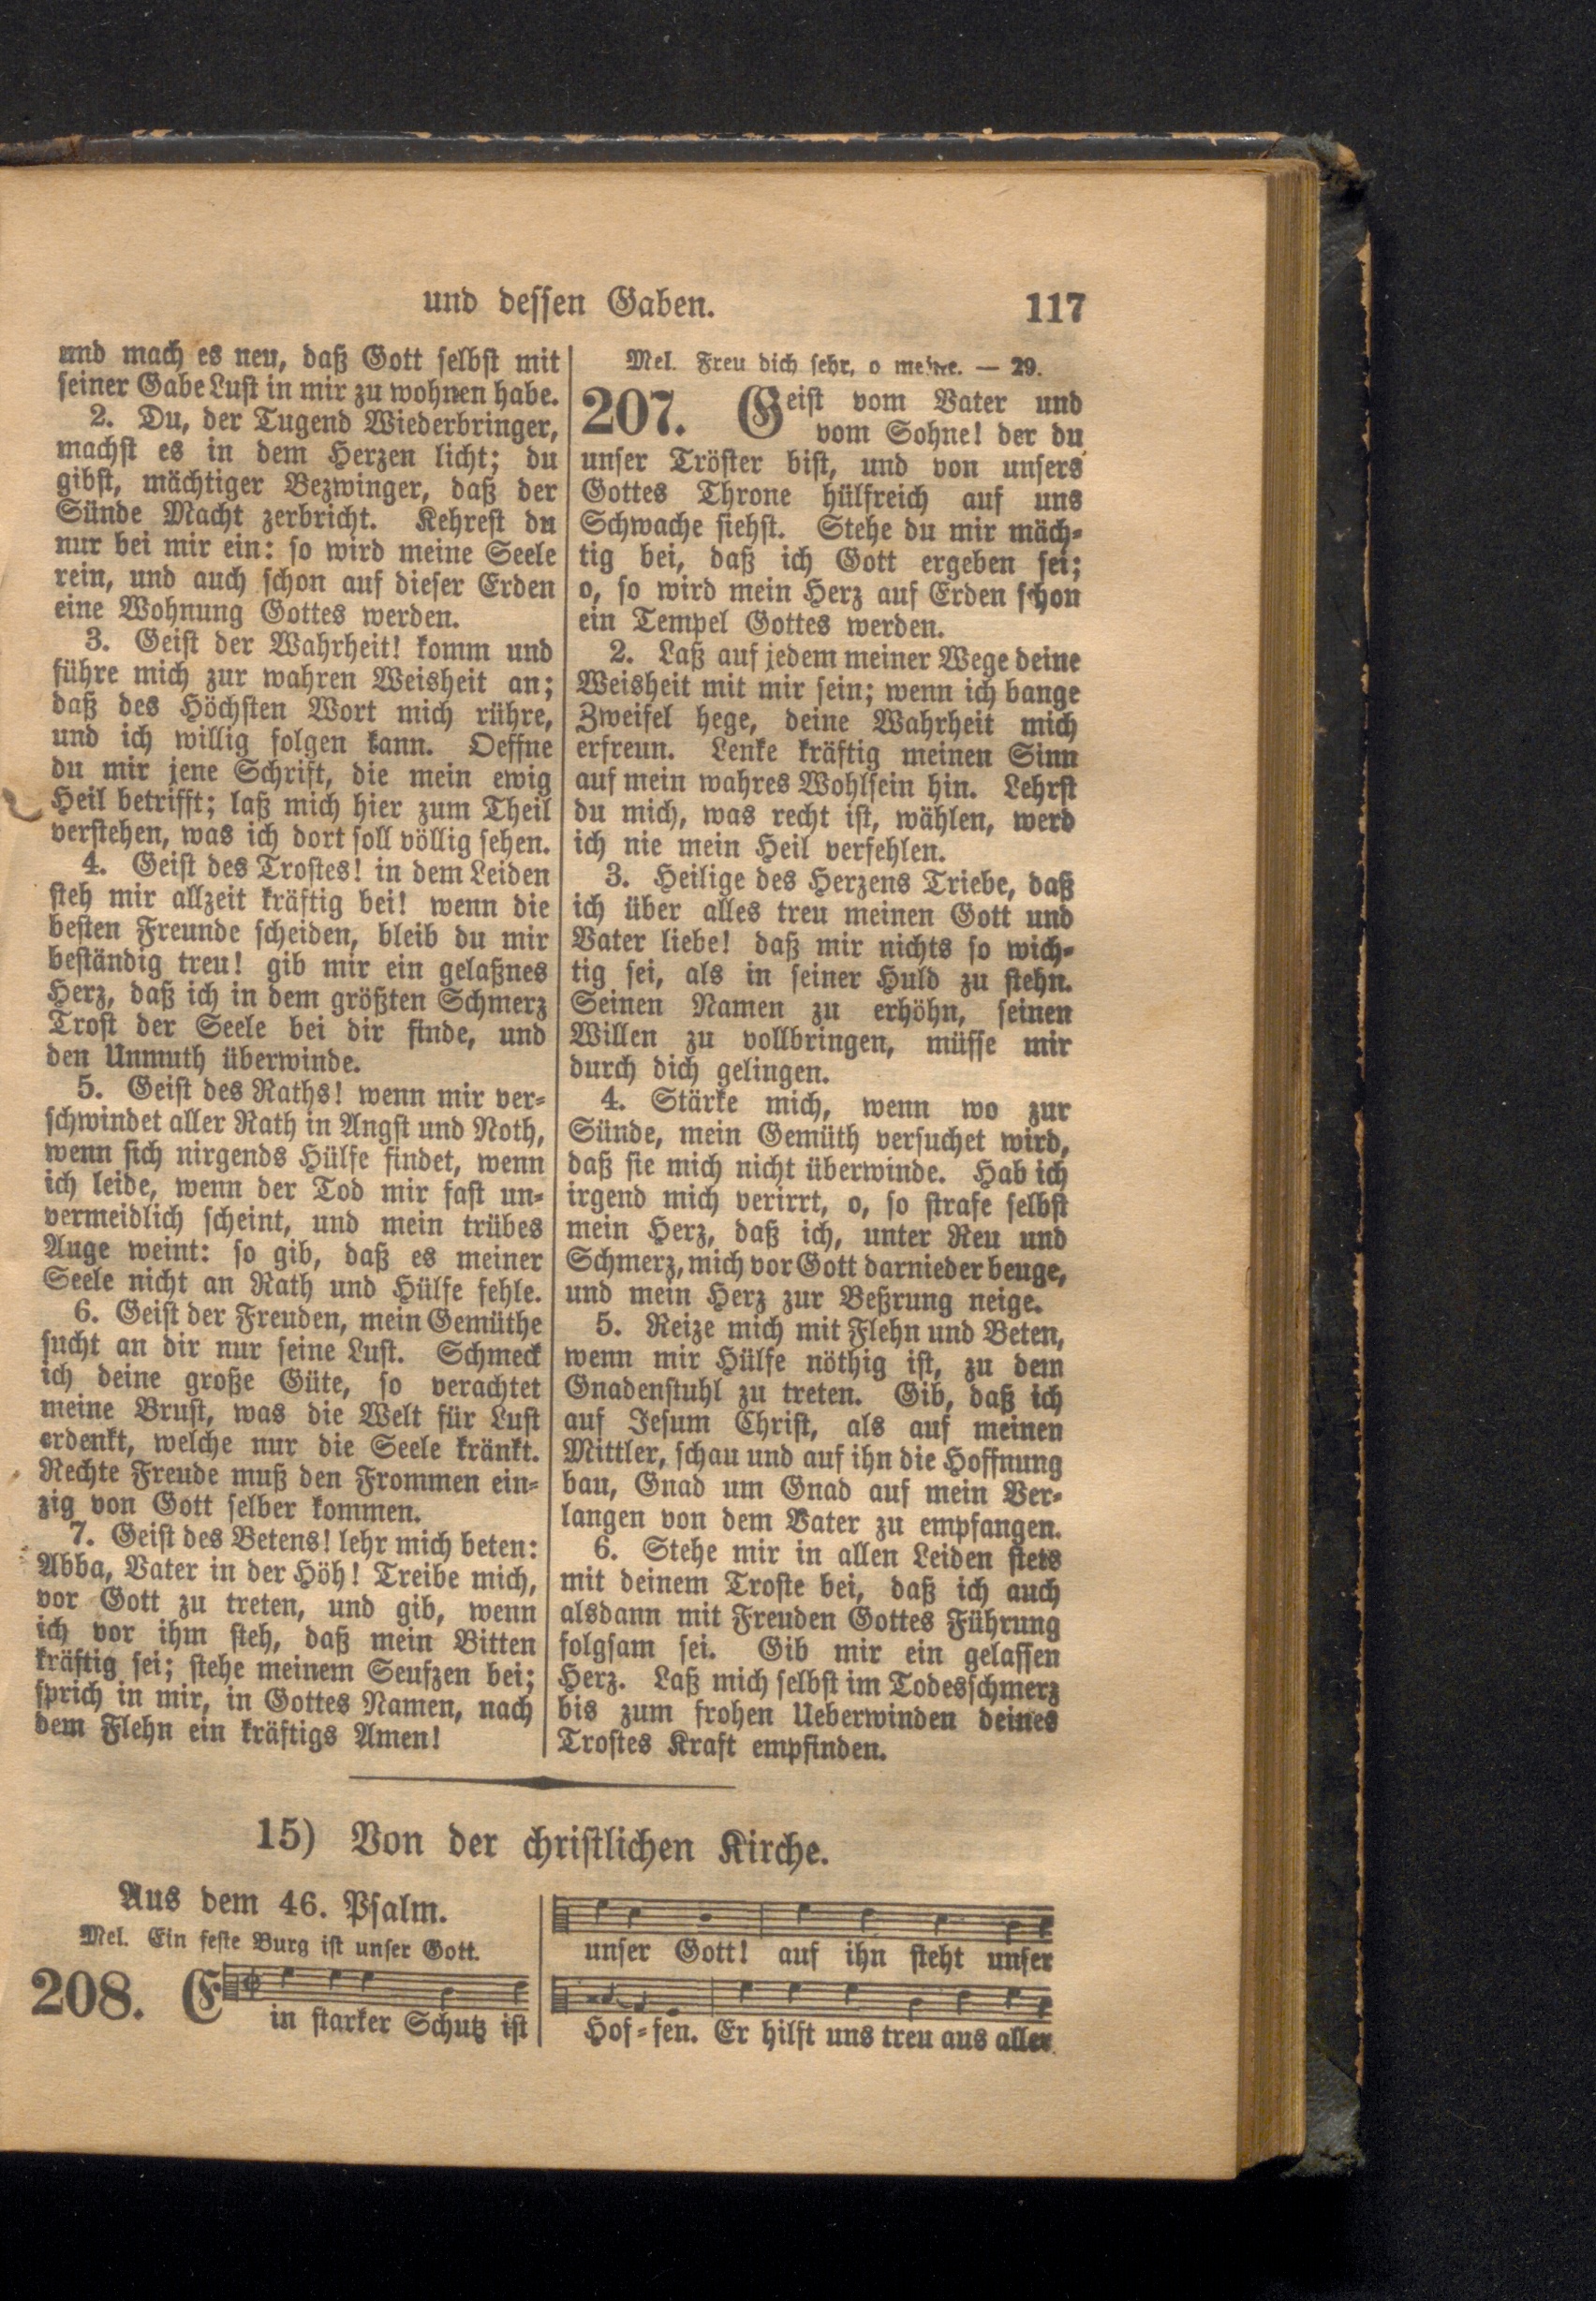 und dessen Gaben.
117
und mach es neu, daß Gott selbst mit
seiner Gabe Lust in mir zu wohnen habe.
2. Du, der Tugend Wiederbringer,
machst es in dem Herzen licht; du
gibst, mächtiger Bezwinger, daß der
Sünde Macht zerbricht. Kehrest du
nur bei mir ein: so wird meine Seele
rein, und auch schon auf dieser Erden
eine Wohnung Gottes werden.
3. Geist der Wahrheit! komm und
führe mich zur wahren Weisheit an;
daß des Höchsten Wort mich rühre,
und ich willig folgen kann. Oeffne
du mir jene Schrift, die mein ewig
Heil betrifft; laß mich hier zum Theil
verstehen, was ich dort soll völlig sehen.
4. Geist des Trostes! in dem Leiden
steh mir allzeit kräftig bei! wenn die
besten Freunde scheiden, bleib du mir
beständig treu! gib mir ein gelaßnes
Herz, daß ich in dem größten Schmerz
Trost der Seele bei dir finde, und
den Unmuth überwinde.
5. Geist des Raths! wenn mir ver-
schwindet aller Rath in Angst und Noth,
wenn sich nirgends Hülfe findet, wenn
ich leide, wenn der Tod mir fast un-
vermeidlich scheint, und mein trübes
Auge weint: so gib, daß es meiner
Seele nicht an Rath und Hülfe fehle.
6. Geist der Freuden, mein Gemüthe
sucht an dir nur seine Lust. Schmeck
ich deine große Güte, so verachtet
meine Brust, was die Welt für Lust
erdenkt, welche nur die Seele kränkt.
Rechte Freude muß den Frommen ein-
zig von Gott selber kommen.
7. Geist des Betens! lehr mich beten:
Abba, Vater in der Höh! Treibe mich,
vor Gott zu treten, und gib, wenn
ich vor ihm steh, daß mein Bitten
kräftig sei; stehe meinem Seufzen bei;
sprich in mir, in Gottes Namen, nach
dem Flehn ein kräftigs Amen!
Mel. Freu dich sehr, o meine. — 29.
207. Geist vom Vater und
vom Sohne! der du
unser Tröster bist, und von unsers
Gottes Throne hülfreich auf uns
Schwache siehst. Stehe du mir mäch-
tig bei, daß ich Gott ergeben sei;
o, so wird mein Herz auf Erden schon
ein Tempel Gottes werden.
2. Laß auf jedem meiner Wege deine
Weisheit mit mir sein; wenn ich bange
Zweifel hege, deine Wahrheit mich
erfreun. Lenke kräftig meinen Sinn
auf mein wahres Wohlsein hin. Lehrst
du mich, was recht ist, wählen, werd
ich nie mein Heil verfehlen.
3. Heilige des Herzens Triebe, daß
ich über alles treu meinen Gott und
Vater liebe! daß mir nichts so wich-
tig sei, als in seiner Huld zu stehn.
Seinen Namen zu erhöhn, seinen
Willen zu vollbringen, müsse mir
durch dich gelingen.
4. Stärke mich, wenn wo zur
Sünde, mein Gemüth versuchet wird,
daß sie mich nicht überwinde. Hab ich
irgend mich verirrt, o, so strafe selbst
mein Herz, daß ich, unter Reu und
Schmerz, mich vor Gott darnieder beuge,
und mein Herz zur Beßrung neige.
5. Reize mich mit Flehn und Beten,
wenn mir Hülfe nöthig ist, zu dem
Gnadenstuhl zu treten. Gib, daß ich
auf Jesum Christ, als auf meinen
Mittler, schau und auf ihn die Hoffnung
bau, Gnad um Gnad auf mein Ver-
langen von dem Vater zu empfangen.
6. Stehe mir in allen Leiden stets
mit deinem Troste bei, daß ich auch
alsdann mit Freuden Gottes Führung
folgsam sei. Gib mir ein gelassen
Herz. Laß mich selbst im Todesschmerz
bis zum frohen Ueberwinden deines
Trostes Kraft empfinden.
15) Von der christlichen Kirche.
Aus dem 46. Psalm.
Mel. Ein feste Burg ist unser Gott.
208. Ein starker Schutz ist
unser Gott! auf ihn steht unser
Hof-fen. Er hilft uns treu aus aller